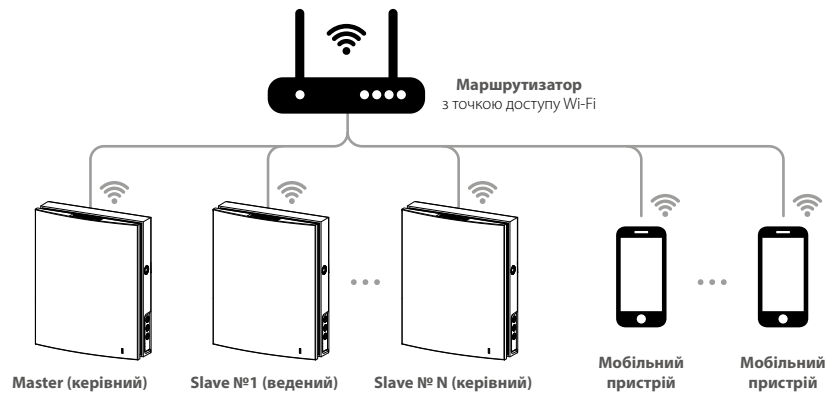 Маршрутизатор
з точкою доступу Wi-Fi
Master (керівний)
Slave №1 (ведений)
Slave № N (керівний)
Мобільний
пристрій
Мобільний
пристрій